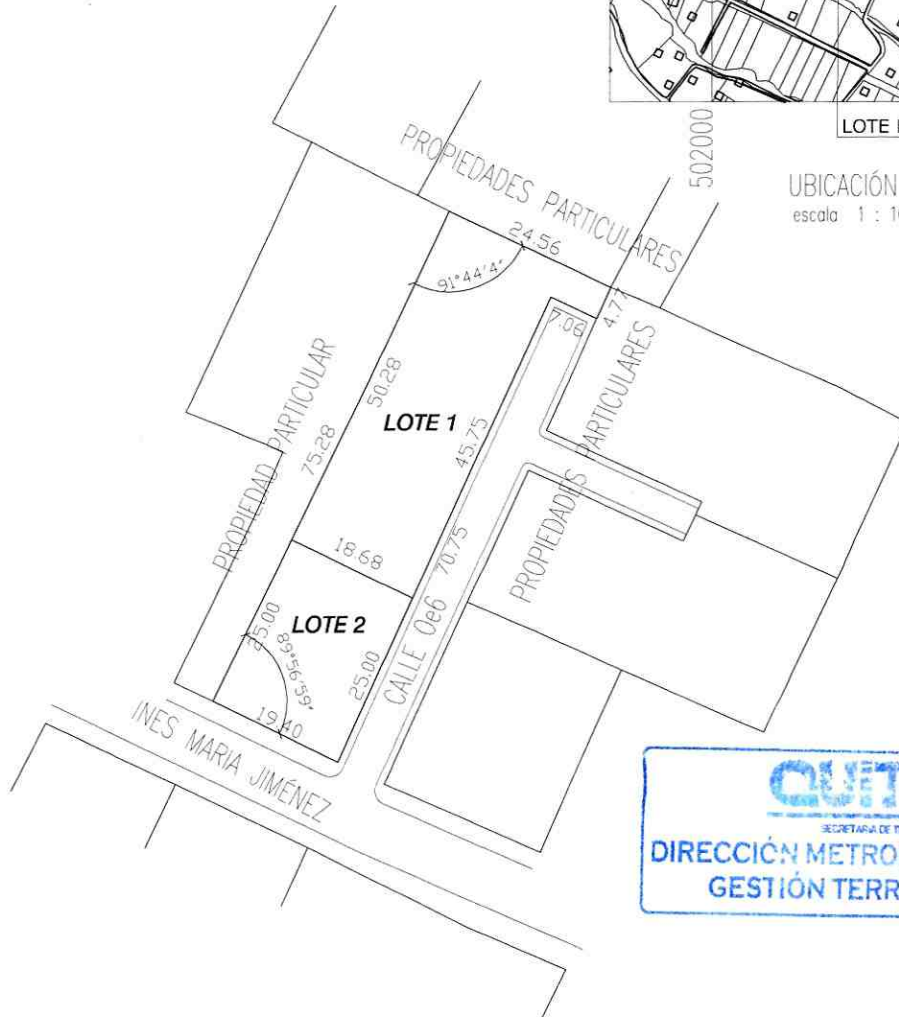 LOTE
502000
UBICACIÓN
escala 1 : 1
PROPIEDADES PARTICULARES
24.56
91°44'4"
7.06
4.77
PROPIEDADES PARTICULARES
PROPIEDAD PARTICULAR
50.28
75.28
LOTE 1
45.75
70.75
18.68
LOTE 2
25.00
89°56'59"
25.00
19.40
CALLE Oe6
INES MARIA JIMÉNEZ
QUIT
SECRETARIA DE
DIRECCIÓN METRO
GESTIÓN TERR